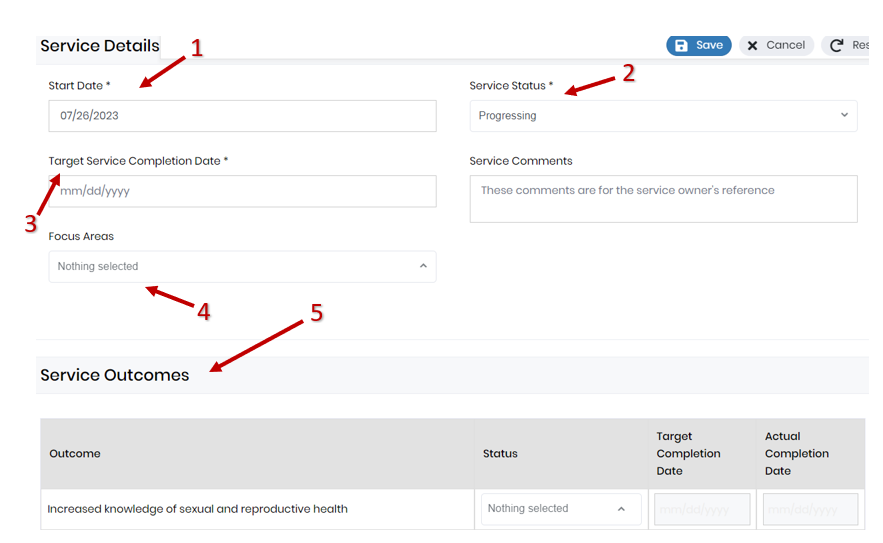 Service Details
1
Save
Cancel
Res
Start Date *
Service Status *
2
07/26/2023
Progressing
Target Service Completion Date *
Service Comments
mm/dd/yyyy
These comments are for the service owner's reference
3
Focus Areas
Nothing selected
4
5
Service Outcomes
Outcome
Status
Target
Completion
Date
Actual
Completion
Date
Increased knowledge of sexual and reproductive health
Nothing selected
mm/dd/yyyy
mm/dd/yyyy